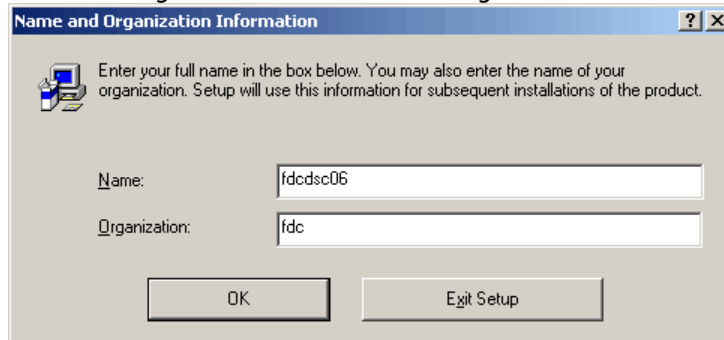 Name and Organization Information
Enter your full name in the box below. You may also enter the name of your
organization. Setup will use this information for subsequent installations of the product.
Name: fdcdsc06
Organization: fdc
OK Exit Setup